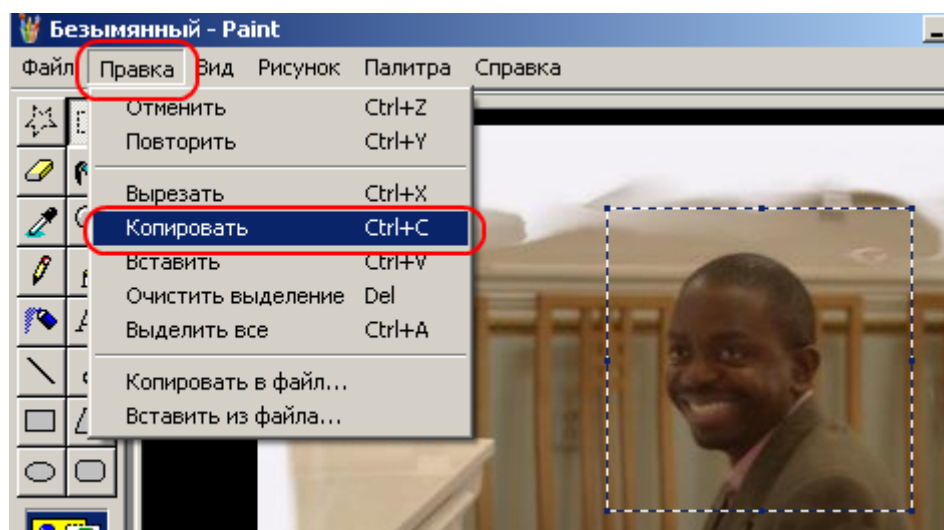 Безымянный - Paint
Файл Правка Вид Рисунок Палитра Справка
Отменить Ctrl+Z
Повторить Ctrl+Y
Вырезать Ctrl+X
Копировать Ctrl+C
Вставить Ctrl+V
Очистить выделение Del
Выделить все Ctrl+A
Копировать в файл...
Вставить из файла...